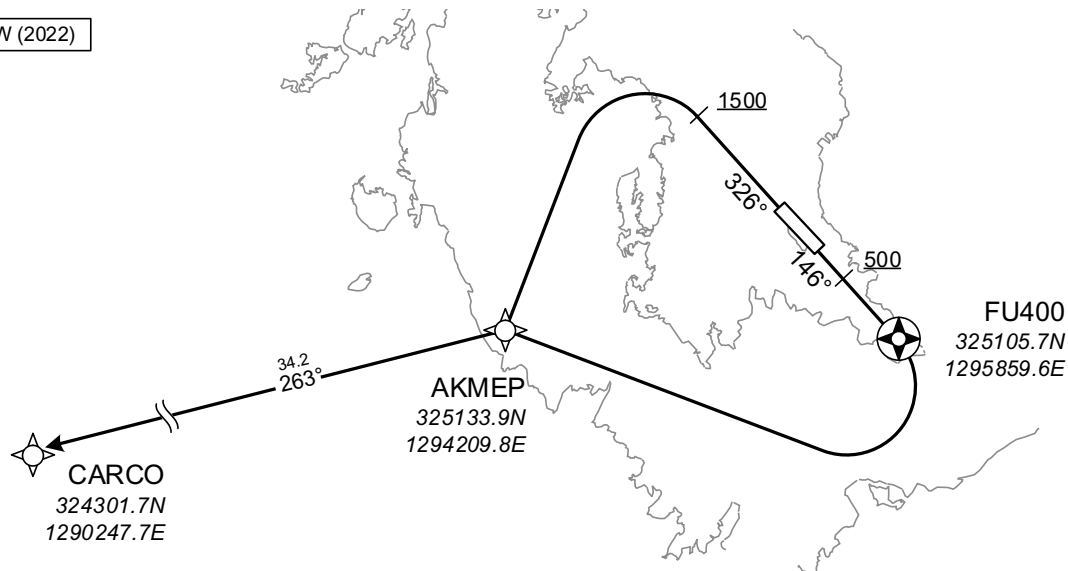 W (2022)
1500
326°
146°
500
FU400
325105.7N
1295859.6E
34.2
263°
AKMEP
325133.9N
1294209.8E
CARCO
324301.7N
1290247.7E